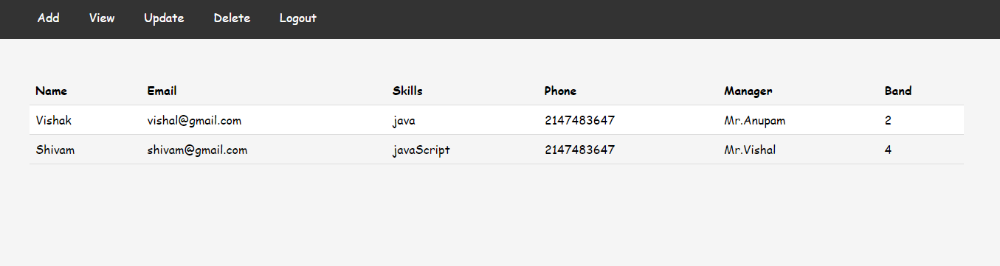 Add View Update Delete Logout
Name Email Skills Phone Manager Band
Vishak vishal@gmail.com java 2147483647 Mr.Anupam 2
Shivam shivam@gmail.com javaScript 2147483647 Mr.Vishal 4